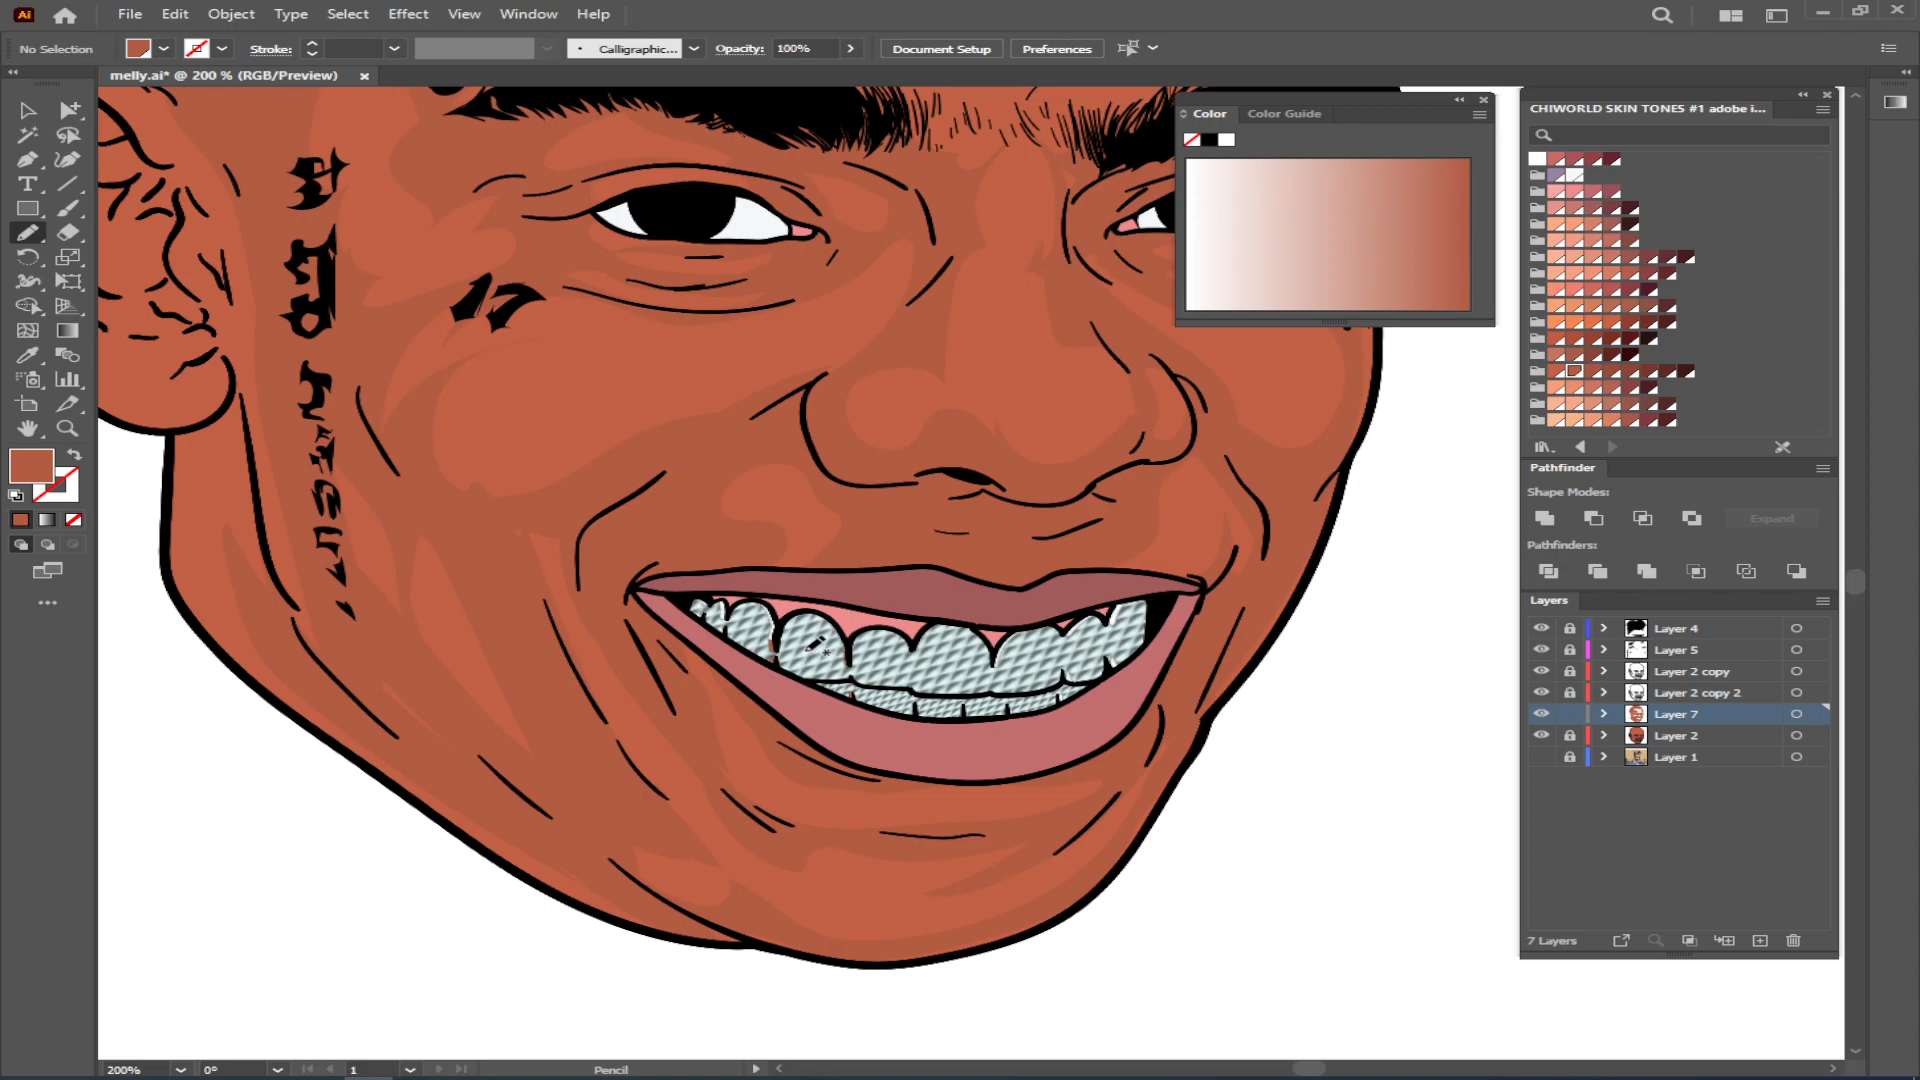 Ai File Edit Object Type Select Effect View Window Help
No Selection Stroke: Calligraphic... Opacity: 100% Document Setup Preferences
melly.ai* @ 200 % (RGB/Preview)
Color Color Guide
CHIWORLD SKIN TONES #1 adobe i...
17
Pathfinder
Shape Modes:
Expand
Pathfinders:
Layers
Layer 4
Layer 5
Layer 2 copy
Layer 2 copy 2
Layer 7
Layer 2
Layer 1
7 Layers
200% 0° 1 Pencil